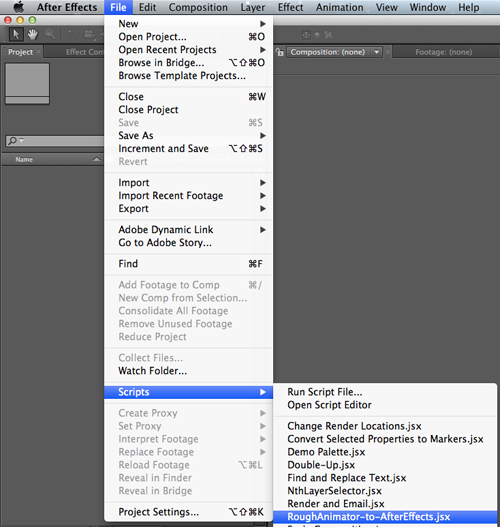 After Effects File Edit Composition Layer Effect Animation View Window
Project Effect Con Composition: (none) Footage: (none)
Name
New
Open Project... ⌘O
Open Recent Projects
Browse in Bridge... ⌥⇧⌘O
Browse Template Projects...
Close ⌘W
Close Project
Save ⌘S
Save As
Increment and Save ⌥⇧⌘S
Revert
Import
Import Recent Footage
Export
Adobe Dynamic Link
Go to Adobe Story...
Find ⌘F
Add Footage to Comp ⌘/
New Comp from Selection...
Consolidate All Footage
Remove Unused Footage
Reduce Project
Collect Files...
Watch Folder...
Scripts
Create Proxy
Set Proxy
Interpret Footage
Replace Footage
Reload Footage ⌥⌘L
Reveal in Finder
Reveal in Bridge
Project Settings... ⌥⇧⌘K
Run Script File...
Open Script Editor
Change Render Locations.jsx
Convert Selected Properties to Markers.jsx
Demo Palette.jsx
Double-Up.jsx
Find and Replace Text.jsx
NthLayerSelector.jsx
Render and Email.jsx
RoughAnimator-to-AfterEffects.jsx